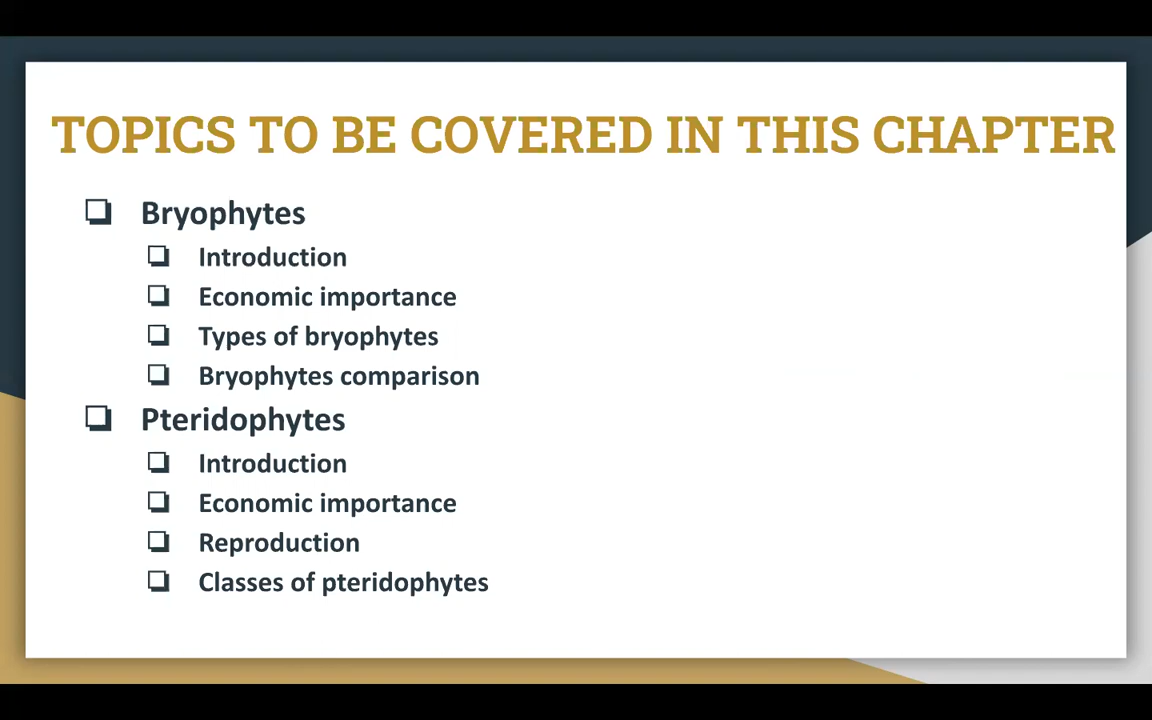 TOPICS TO BE COVERED IN THIS CHAPTER
Bryophytes
Introduction
Economic importance
Types of bryophytes
Bryophytes comparison
Pteridophytes
Introduction
Economic importance
Reproduction
Classes of pteridophytes